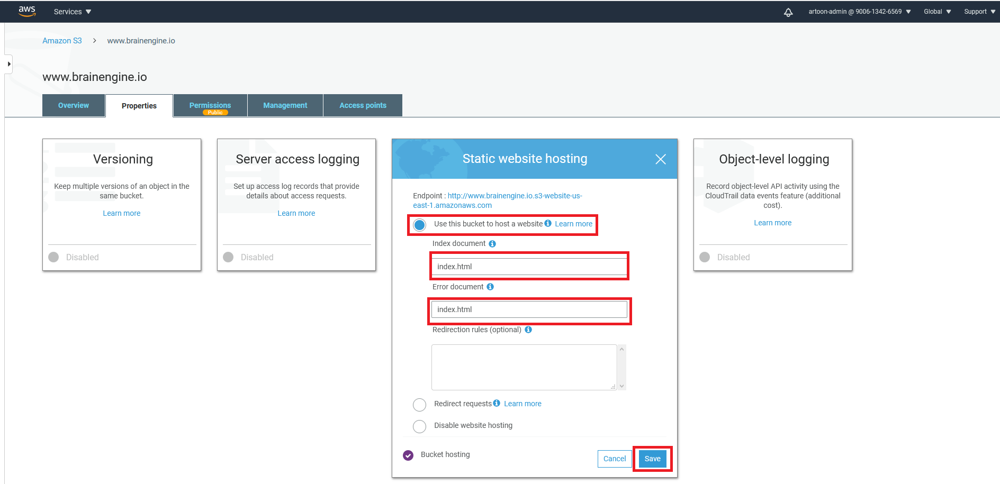 aws
Services
artoon-admin @ 9006-1342-6569
Global
Support
Amazon S3 > www.brainengine.io
www.brainengine.io
Overview
Properties
Permissions
Public
Management
Access points
Versioning
Keep multiple versions of an object in the
same bucket.
Learn more
Disabled
Server access logging
Set up access log records that provide
details about access requests.
Learn more
Disabled
Static website hosting
Endpoint : http://www.brainengine.io.s3-website-us-
east-1.amazonaws.com
Use this bucket to host a website Learn more
Index document
index.html
Error document
index.html
Redirection rules (optional)
Redirect requests Learn more
Disable website hosting
Bucket hosting
Cancel
Save
Object-level logging
Record object-level API activity using the
CloudTrail data events feature (additional
cost).
Learn more
Disabled